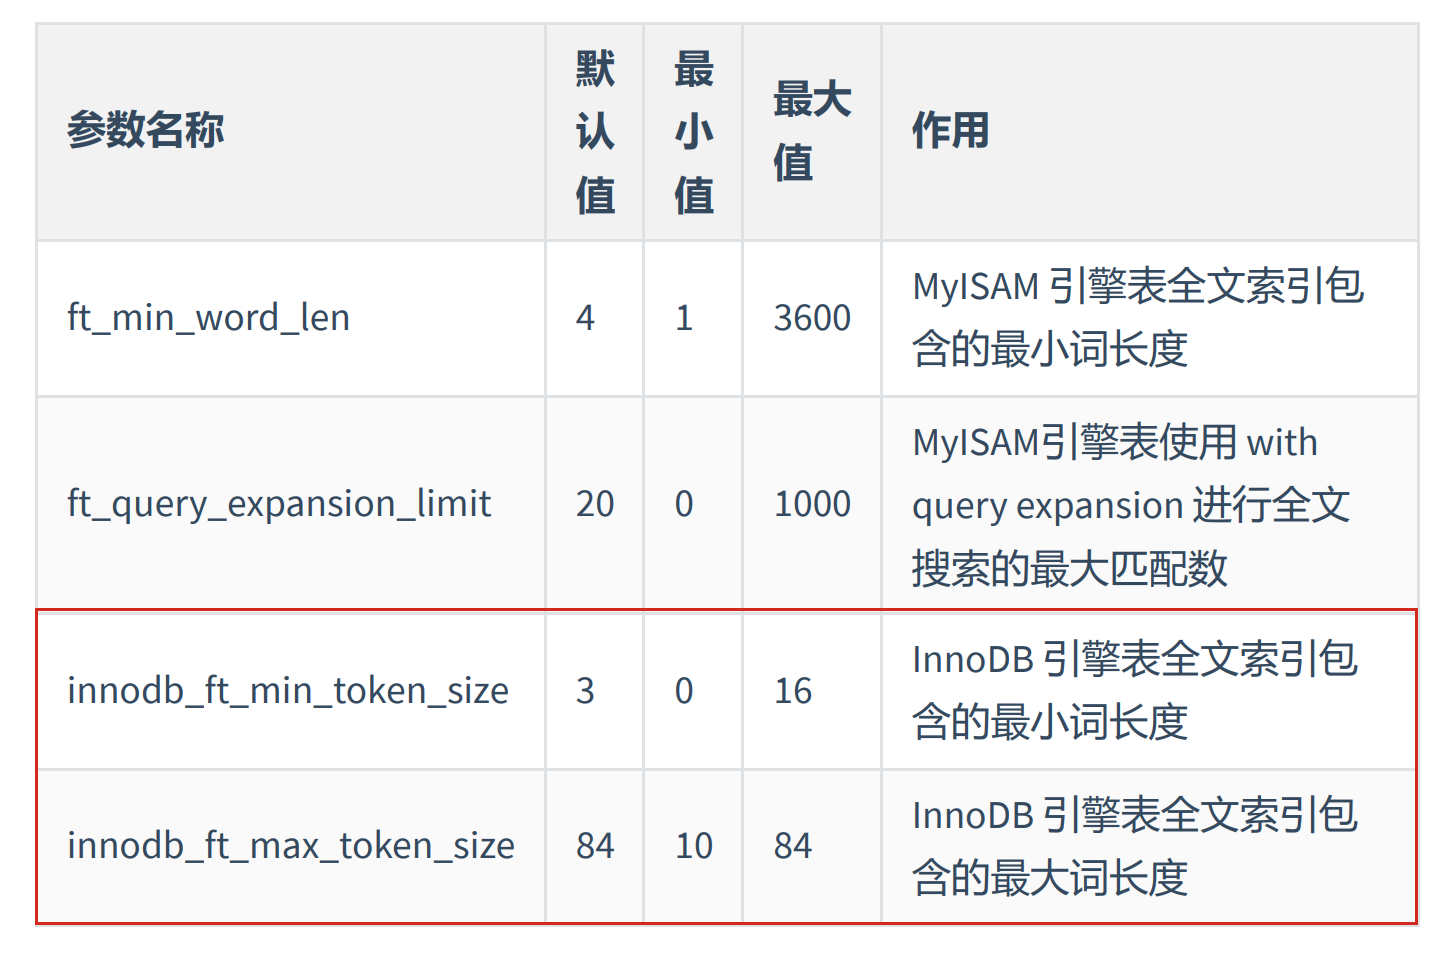 参数名称
默
认
值
最
小
值
最大
值
作用
ft_min_word_len
4
1
3600
MyISAM 引擎表全文索引包
含的最小词长度
ft_query_expansion_limit
20
0
1000
MyISAM引擎表使用 with
query expansion 进行全文
搜索的最大匹配数
innodb_ft_min_token_size
3
0
16
InnoDB 引擎表全文索引包
含的最小词长度
innodb_ft_max_token_size
84
10
84
InnoDB 引擎表全文索引包
含的最大词长度